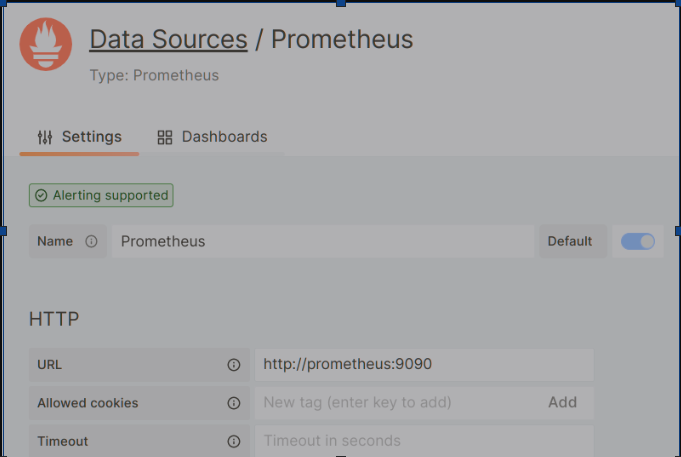 Data Sources / Prometheus
Type: Prometheus
Settings Dashboards
Alerting supported
Name Prometheus Default
HTTP
URL http://prometheus:9090
Allowed cookies New tag (enter key to add) Add
Timeout Timeout in seconds